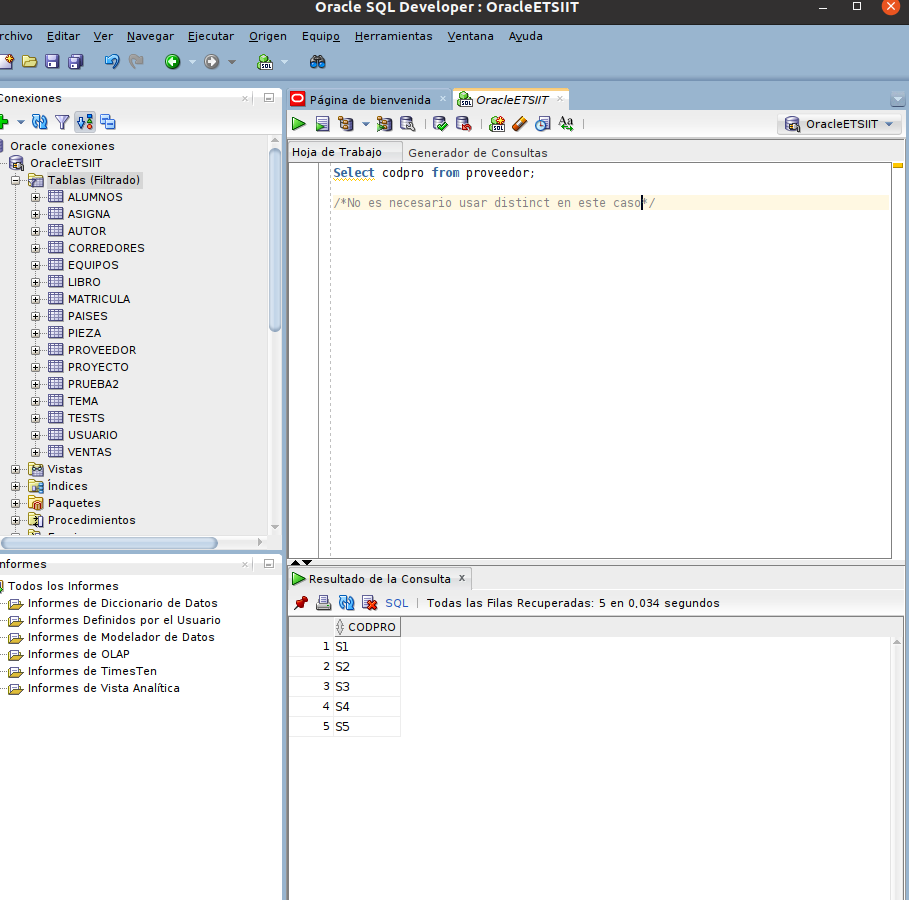 Oracle SQL Developer : OracleETSIIT
rchivo Editar Ver Navegar Ejecutar Origen Equipo Herramientas Ventana Ayuda
Conexiones
Oracle conexiones
OracleETSIIT
Tablas (Filtrado)
ALUMNOS
ASIGNA
AUTOR
CORREDORES
EQUIPOS
LIBRO
MATRICULA
PAISES
PIEZA
PROVEEDOR
PROYECTO
PRUEBA2
TEMA
TESTS
USUARIO
VENTAS
Vistas
Índices
Paquetes
Procedimientos
nformes
Todos los Informes
Informes de Diccionario de Datos
Informes Definidos por el Usuario
Informes de Modelador de Datos
Informes de OLAP
Informes de TimesTen
Informes de Vista Analítica
Página de bienvenida OracleETSIIT
OracleETSIIT
Hoja de Trabajo Generador de Consultas
Select codpro from proveedor;
/*No es necesario usar distinct en este caso*/
Resultado de la Consulta x
SQL | Todas las Filas Recuperadas: 5 en 0,034 segundos
CODPRO
1 S1
2 S2
3 S3
4 S4
5 S5